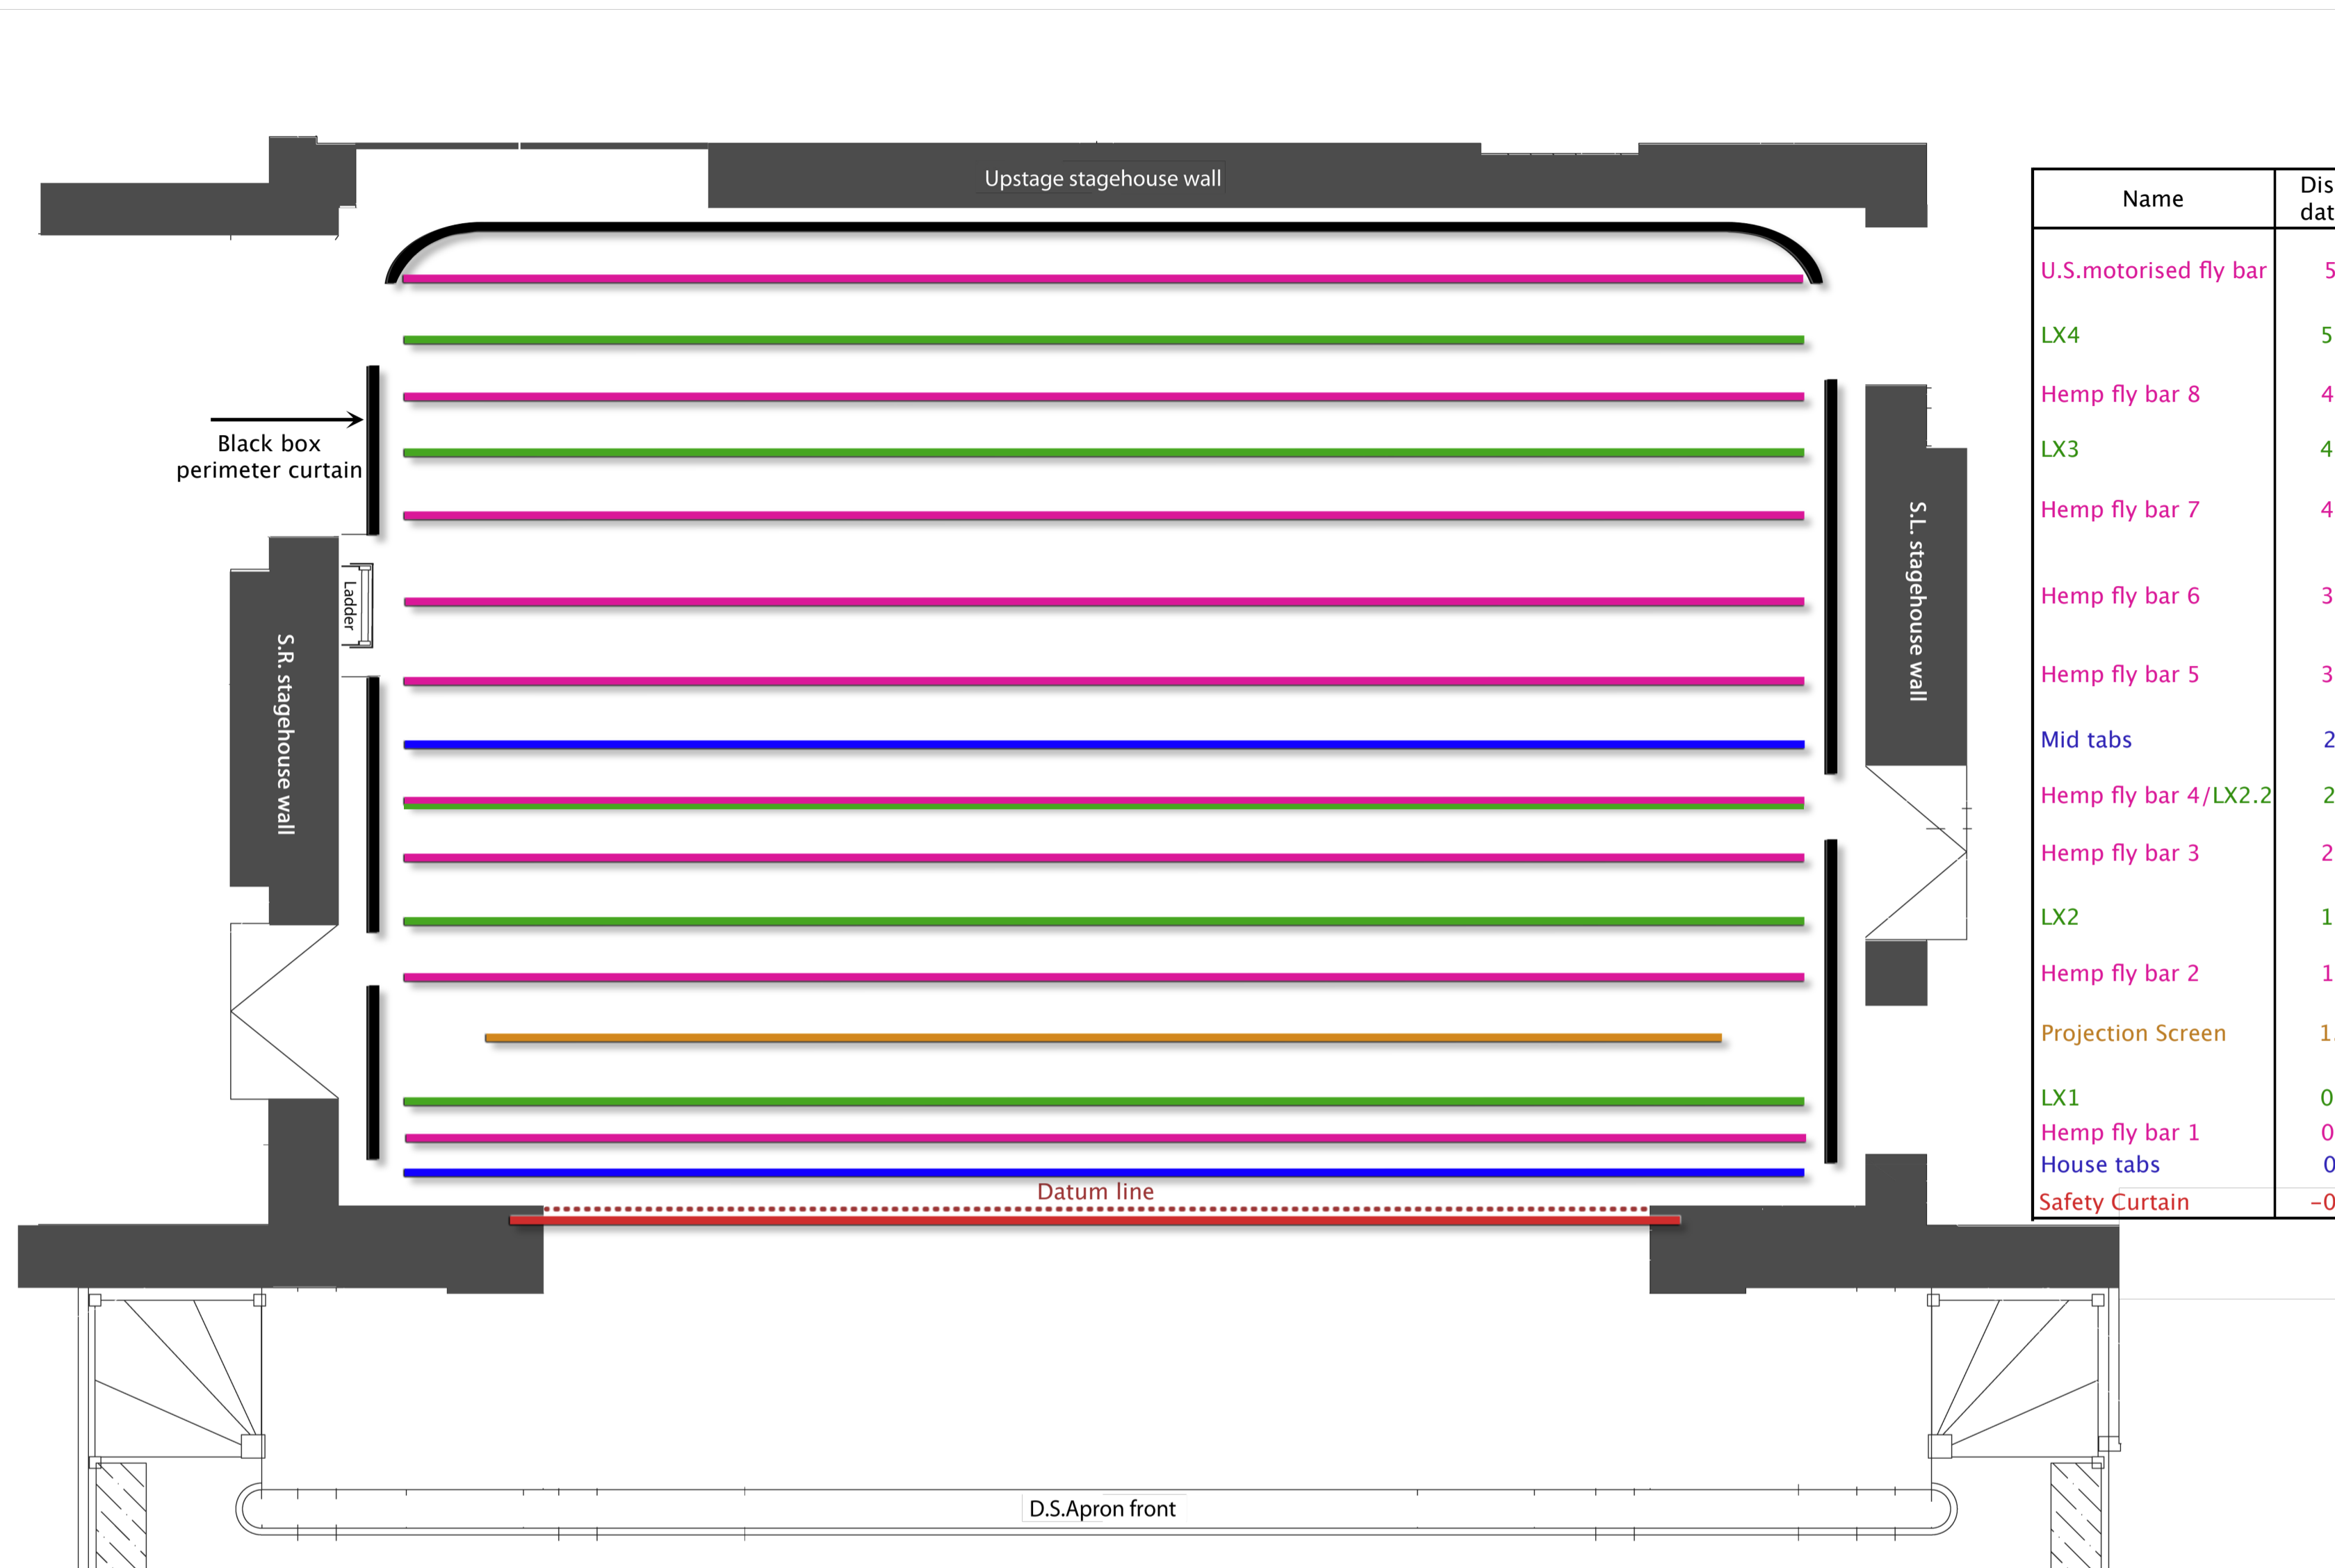 Upstage stagehouse wall
Black box
perimeter curtain
Ladder
S.R. stagehouse wall
S.L. stagehouse wall
Datum line
D.S.Apron front
Name
Dis
dat
U.S.motorised fly bar 5
LX4 5
Hemp fly bar 8 4
LX3 4
Hemp fly bar 7 4
Hemp fly bar 6 3
Hemp fly bar 5 3
Mid tabs 2
Hemp fly bar 4/LX2.2 2
Hemp fly bar 3 2
LX2 1
Hemp fly bar 2 1
Projection Screen 1.
LX1 0
Hemp fly bar 1 0
House tabs 0
Safety Curtain -0